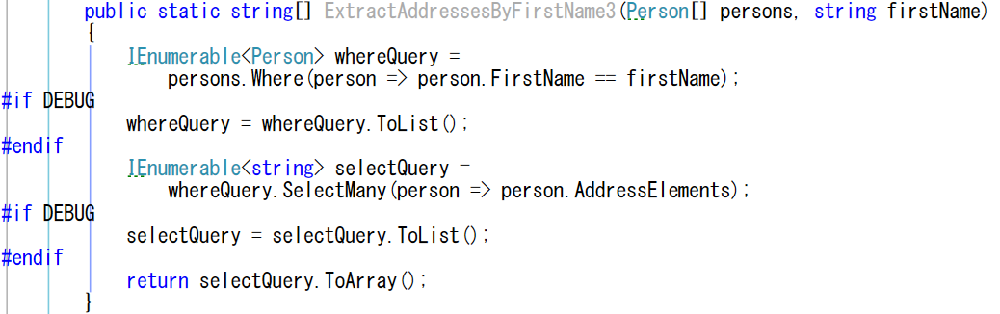 public static string[] ExtractAddressesByFirstName3(Person[] persons, string firstName)
{
IEnumerable<Person> whereQuery =
persons.Where(person => person.FirstName == firstName);
#if DEBUG
whereQuery = whereQuery.ToList();
#endif
IEnumerable<string> selectQuery =
whereQuery.SelectMany(person => person.AddressElements);
#if DEBUG
selectQuery = selectQuery.ToList();
#endif
return selectQuery.ToArray();
}